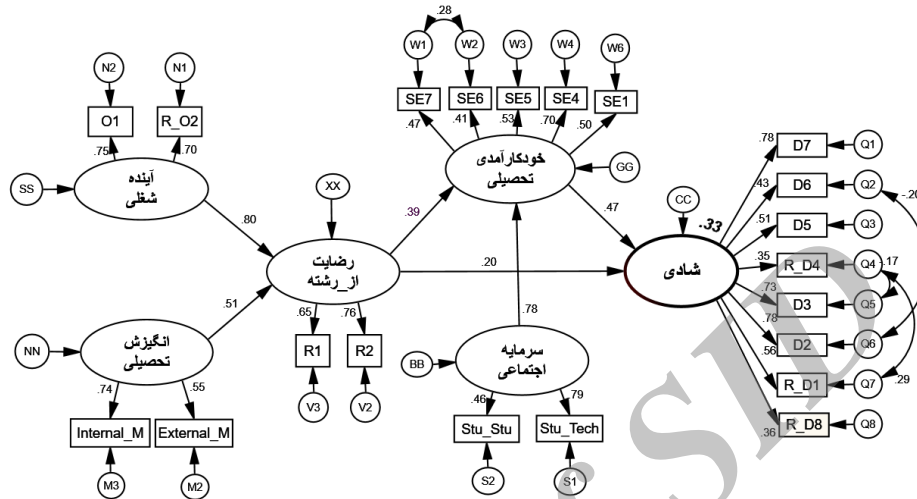 N2
N1
O1
R_O2
.75
.70
SS
آینده
شغلی
.80
XX
رضایت
از_رشته
.51
NN
انگیزش
تحصیلی
.74
.55
Internal_M
External_M
M3
M2
.65
.76
R1
R2
V3
V2
.28
W1
W2
W3
W4
W6
SE7
SE6
SE5
SE4
SE1
.47
.41
.53
.70
.50
خودکارآمدی
تحصیلی
GG
.39
.47
.20
.78
BB
سرمایه
اجتماعی
.46
.79
Stu_Stu
Stu_Tech
S2
S1
CC
.33
شادی
.78
D7
Q1
.43
D6
Q2
-.20
.51
D5
Q3
.35
R_D4
Q4
-.17
.73
D3
Q5
.78
D2
Q6
.56
R_D1
Q7
.29
.36
R_D8
Q8
SID